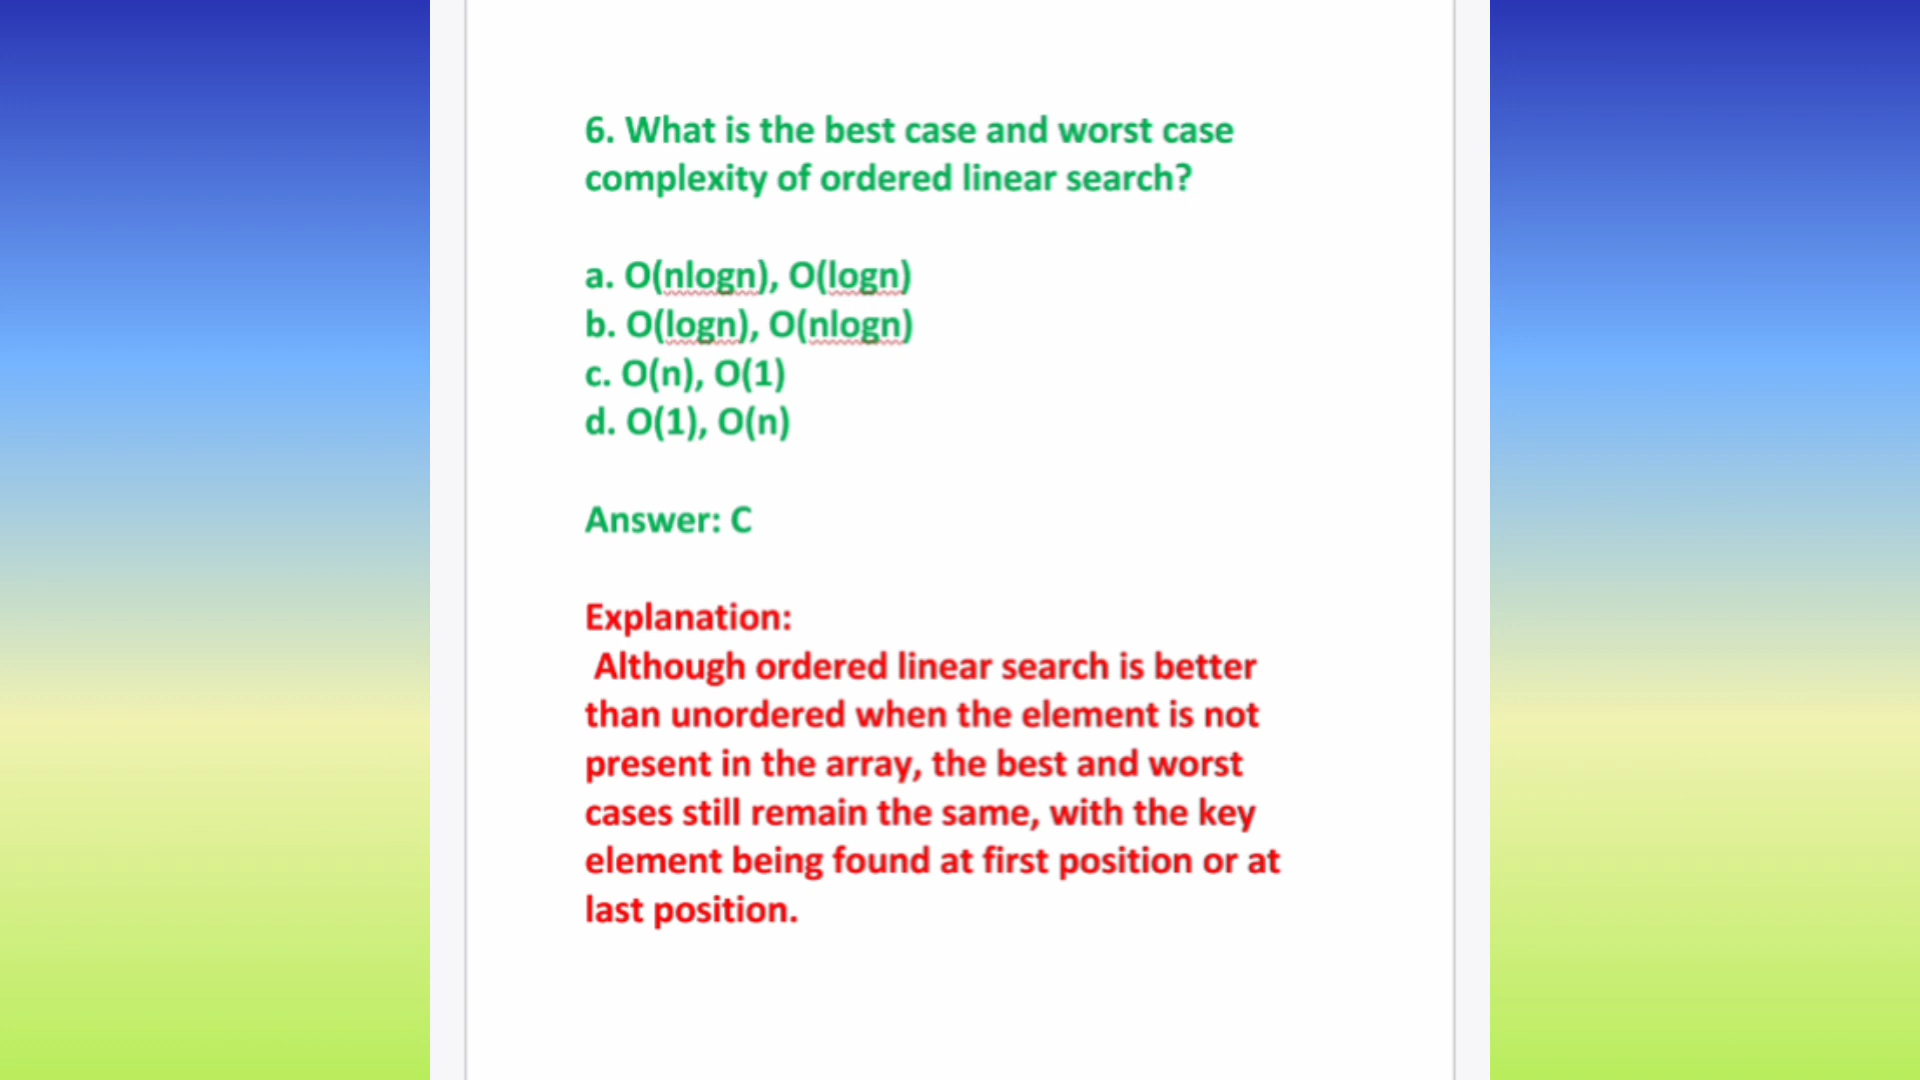 6. What is the best case and worst case
complexity of ordered linear search?
a. O(nlogn), O(logn)
b. O(logn), O(nlogn)
c. O(n), O(1)
d. O(1), O(n)
Answer: C
Explanation:
Although ordered linear search is better
than unordered when the element is not
present in the array, the best and worst
cases still remain the same, with the key
element being found at first position or at
last position.